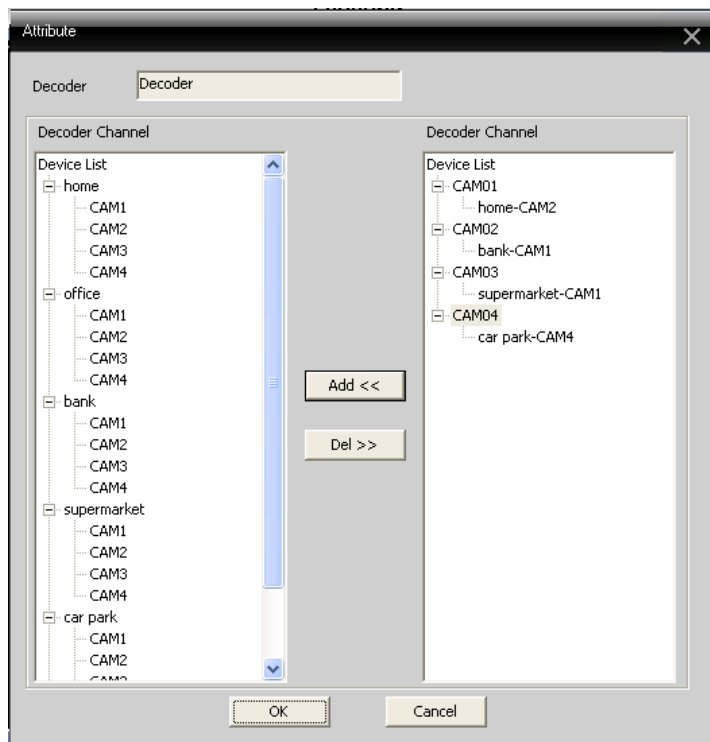 Attribute
Decoder Decoder
Decoder Channel
Device List
home
CAM1
CAM2
CAM3
CAM4
office
CAM1
CAM2
CAM3
CAM4
bank
CAM1
CAM2
CAM3
CAM4
supermarket
CAM1
CAM2
CAM3
CAM4
car park
CAM1
CAM2
Add <<
Del >>
Decoder Channel
Device List
CAM01
home-CAM2
CAM02
bank-CAM1
CAM03
supermarket-CAM1
CAM04
car park-CAM4
OK Cancel